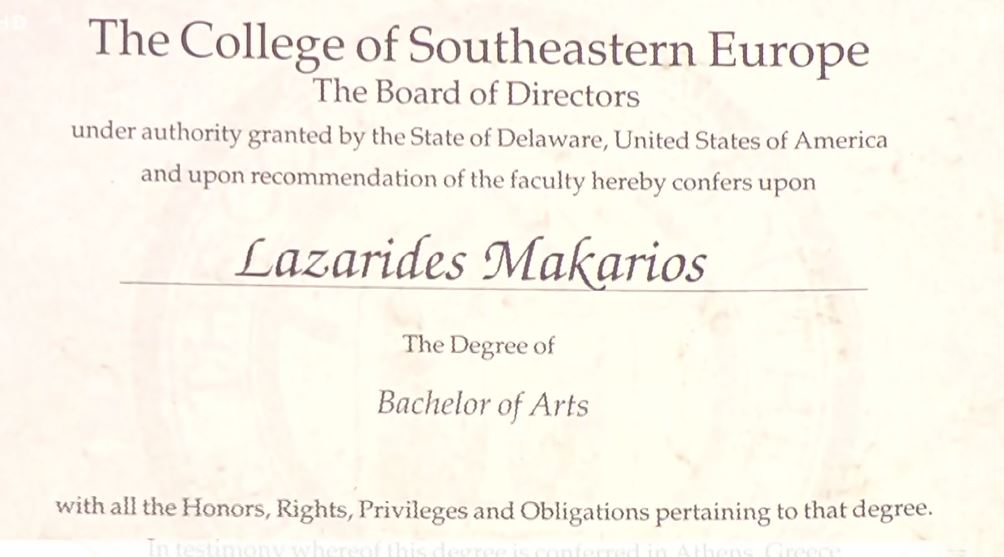 The College of Southeastern Europe
The Board of Directors
under authority granted by the State of Delaware, United States of America
and upon recommendation of the faculty hereby confers upon
Lazarides Makarios
The Degree of
Bachelor of Arts
with all the Honors, Rights, Privileges and Obligations pertaining to that degree.
In testimony whereof this degree is conferred in Athens, Greece